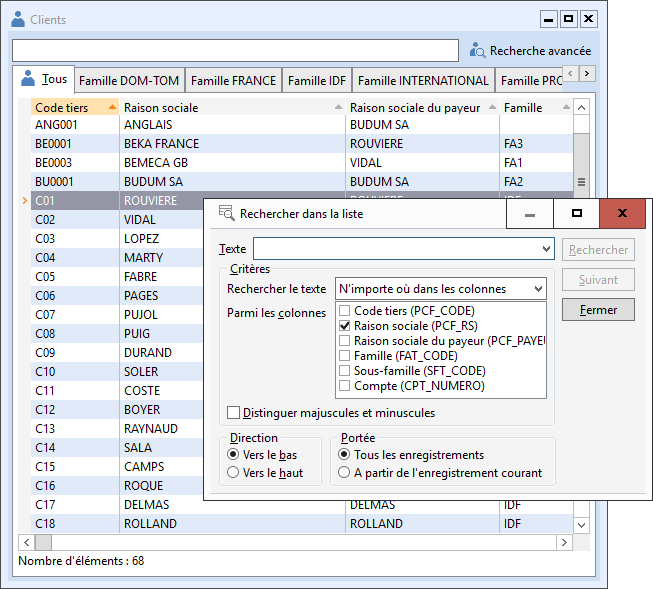 Clients
Recherche avancée
Tous Famille DOM-TOM Famille FRANCE Famille IDF Famille INTERNATIONAL Famille PRO
Code tiers Raison sociale Raison sociale du payeur Famille
ANG001 ANGLAIS BUDUM SA
BE0001 BEKA FRANCE ROUVIERE FA3
BE0003 BEMECA GB VIDAL FA1
BU0001 BUDUM SA BUDUM SA FA2
C01 ROUVIERE
C02 VIDAL
C03 LOPEZ
C04 MARTY
C05 FABRE
C06 PAGES
C07 PUJOL
C08 PUIG
C09 DURAND
C10 SOLER
C11 COSTE
C12 BOYER
C13 RAYNAUD
C14 SALA
C15 CAMPS
C16 ROQUE
C17 DELMAS DELMAS IDF
C18 ROLLAND ROLLAND IDF
Nombre d'éléments : 68
Rechercher dans la liste
Texte
Rechercher
Critères
Suivant
Rechercher le texte N'importe où dans les colonnes
Fermer
Parmi les colonnes
Code tiers (PCF_CODE)
Raison sociale (PCF_RS)
Raison sociale du payeur (PCF_PAYEU
Famille (FAT_CODE)
Sous-famille (SFT_CODE)
Compte (CPT_NUMERO)
Distinguer majuscules et minuscules
Direction
Vers le bas
Vers le haut
Portée
Tous les enregistrements
A partir de l'enregistrement courant